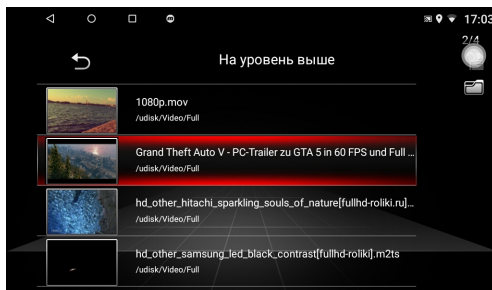 17:03
2/4
На уровень выше
1080p.mov
/udisk/Video/Full
Grand Theft Auto V - PC-Trailer zu GTA 5 in 60 FPS und Full ...
/udisk/Video/Full
hd_other_hitachi_sparkling_souls_of_nature[fullhd-roliki.ru]...
/udisk/Video/Full
hd_other_samsung_led_black_contrast[fullhd-roliki].m2ts
/udisk/Video/Full